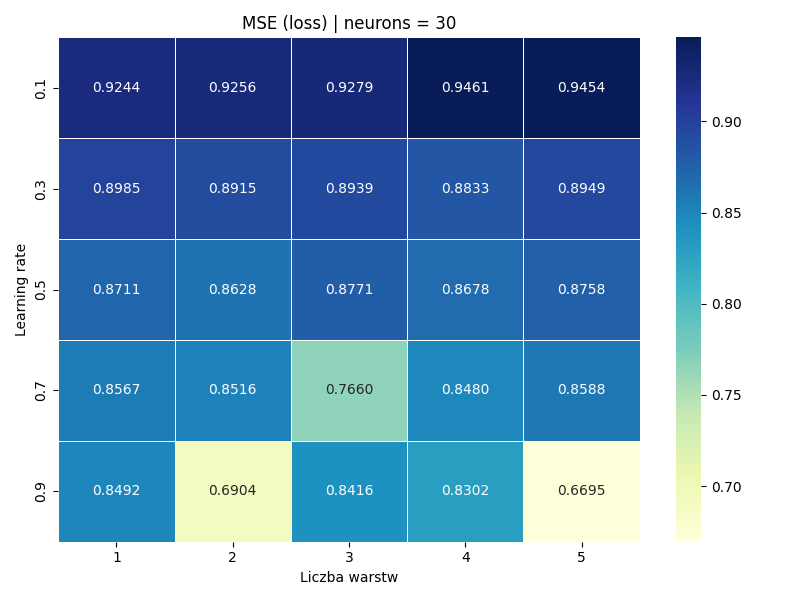 MSE (loss) | neurons = 30
0.1 0.9244 0.9256 0.9279 0.9461 0.9454
0.3 0.8985 0.8915 0.8939 0.8833 0.8949
0.5 0.8711 0.8628 0.8771 0.8678 0.8758
0.7 0.8567 0.8516 0.7660 0.8480 0.8588
0.9 0.8492 0.6904 0.8416 0.8302 0.6695
1 2 3 4 5
Liczba warstw
Learning rate
0.90
0.85
0.80
0.75
0.70